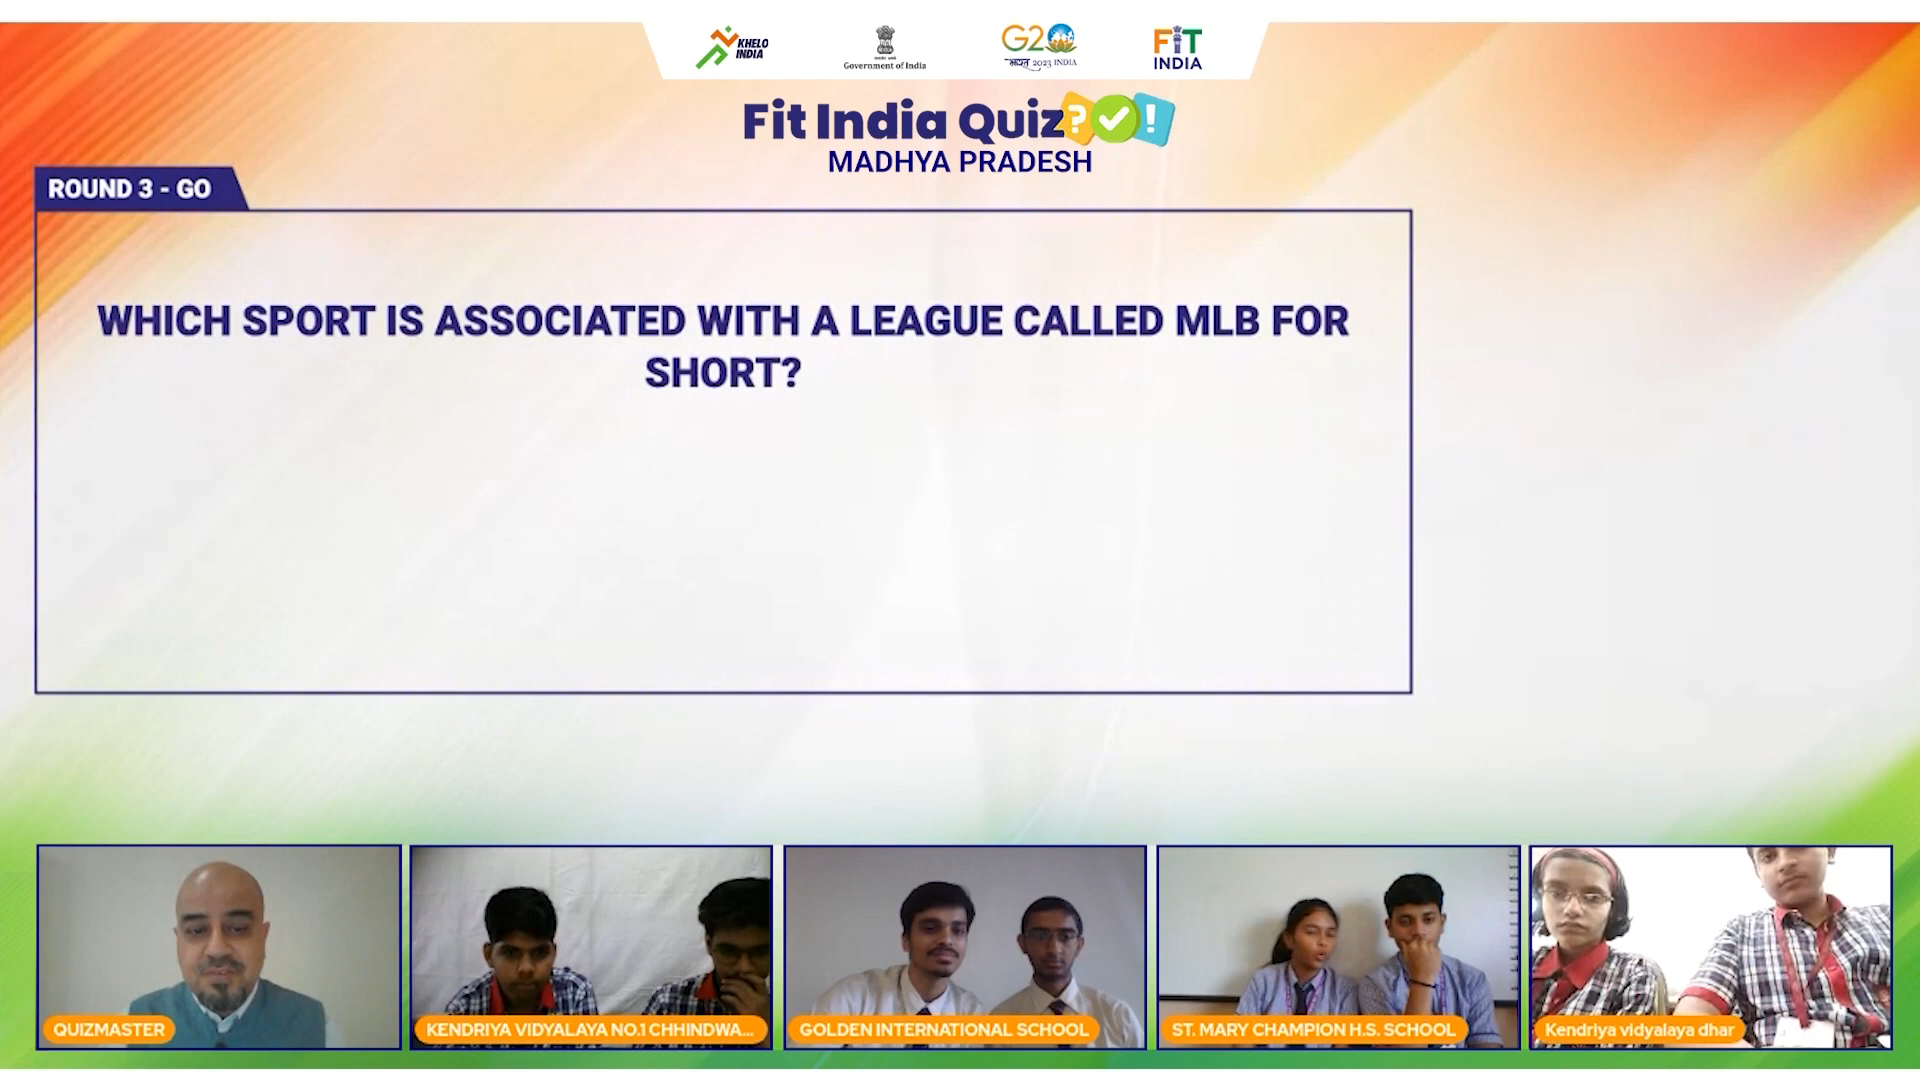 KHELO
INDIA
Government of India
G20
भारत 2023 INDIA
FIT
INDIA
Fit India Quiz?!
MADHYA PRADESH
ROUND 3 - GO
WHICH SPORT IS ASSOCIATED WITH A LEAGUE CALLED MLB FOR
SHORT?
QUIZMASTER
KENDRIYA VIDYALAYA NO.1 CHHINDWA...
GOLDEN INTERNATIONAL SCHOOL
ST. MARY CHAMPION H.S. SCHOOL
Kendriya vidyalaya dhar